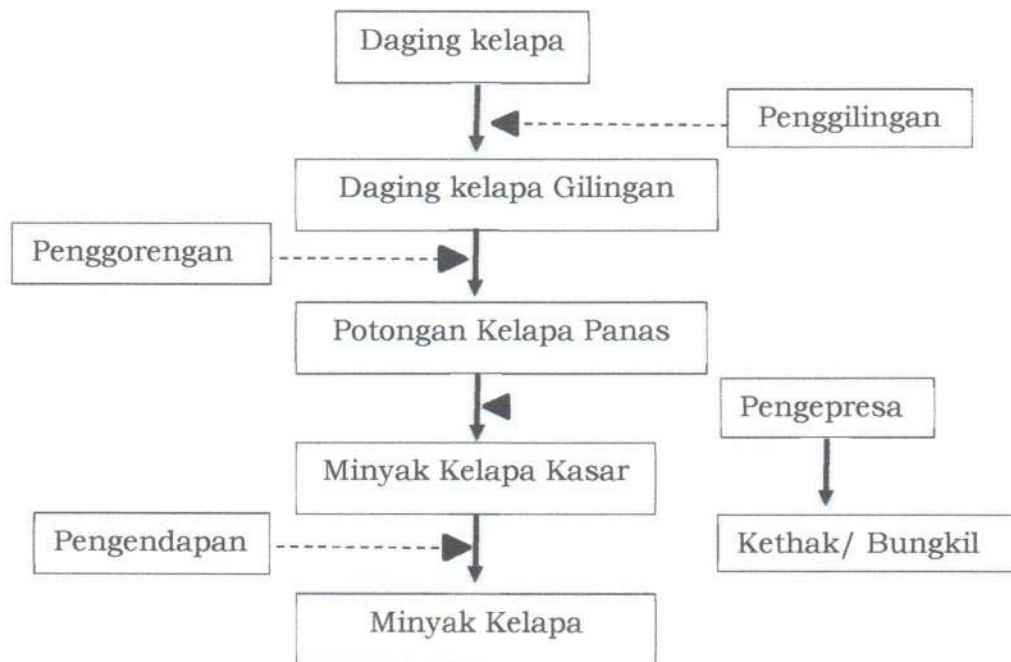 Daging kelapa
Penggilingan
Daging kelapa Gilingan
Penggorengan
Potongan Kelapa Panas
Pengepresa
Minyak Kelapa Kasar
Pengendapan
Kethak/ Bungkil
Minyak Kelapa